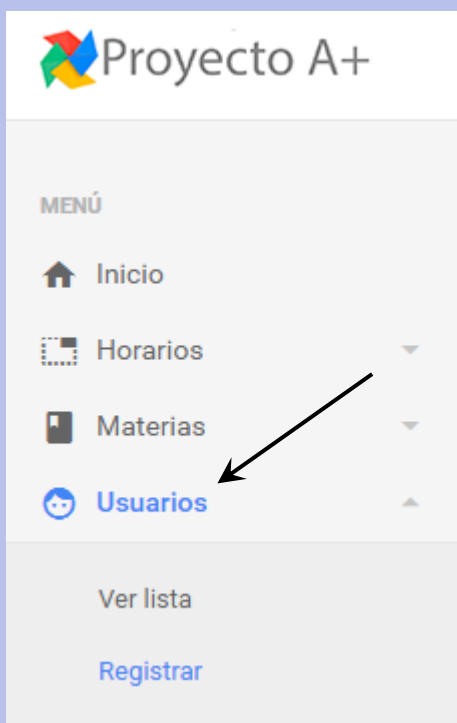 Proyecto A+
MENÚ
Inicio
Horarios
Materias
Usuarios
Ver lista
Registrar